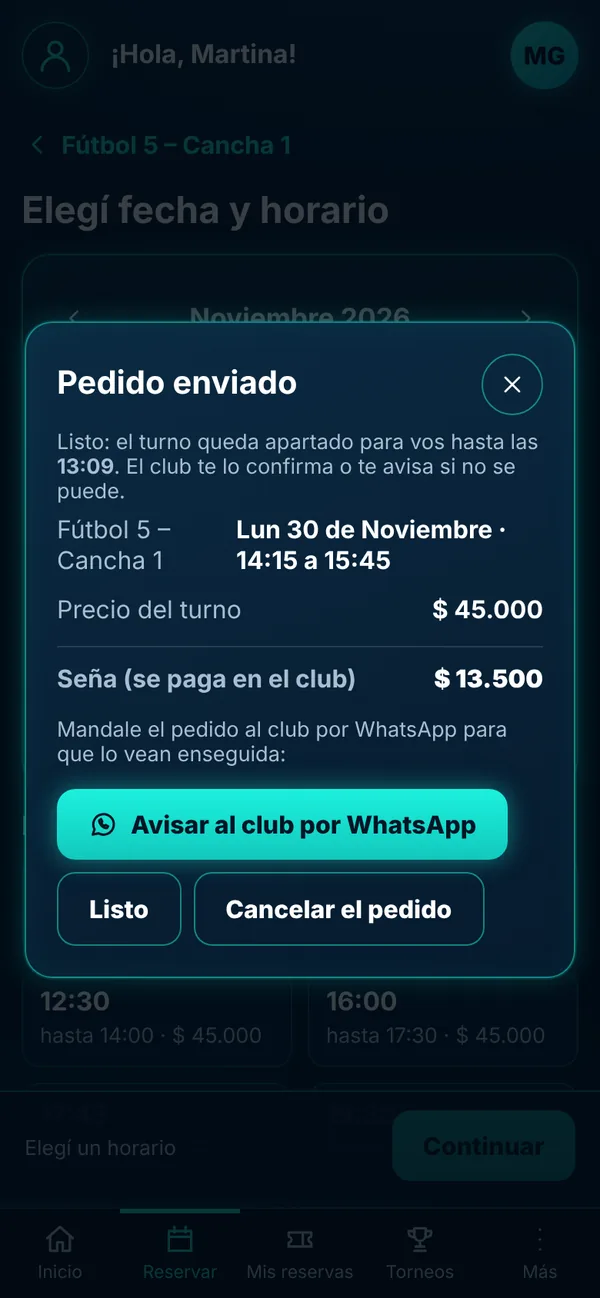 ¡Hola, Martina!
MG
Fútbol 5 – Cancha 1
Elegí fecha y horario
Noviembre 2026
Pedido enviado
Listo: el turno queda apartado para vos hasta las
13:09. El club te lo confirma o te avisa si no se
puede.
Fútbol 5 –
Cancha 1
Lun 30 de Noviembre ·
14:15 a 15:45
Precio del turno
$ 45.000
Seña (se paga en el club)
$ 13.500
Mandale el pedido al club por WhatsApp para
que lo vean enseguida:
Avisar al club por WhatsApp
Listo
Cancelar el pedido
12:30
hasta 14:00 · $ 45.000
16:00
hasta 17:30 · $ 45.000
Elegí un horario
Continuar
Inicio
Reservar
Mis reservas
Torneos
Más